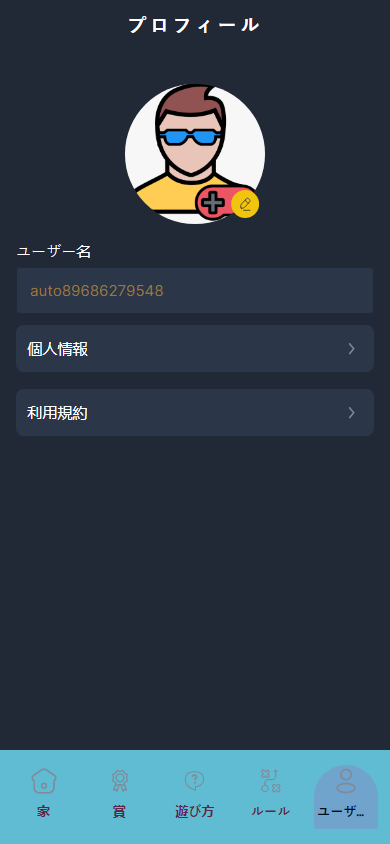 プロフィール
ユーザー名
auto89686279548
個人情報
利用規約
家
賞
遊び方
ルール
ユーザ...